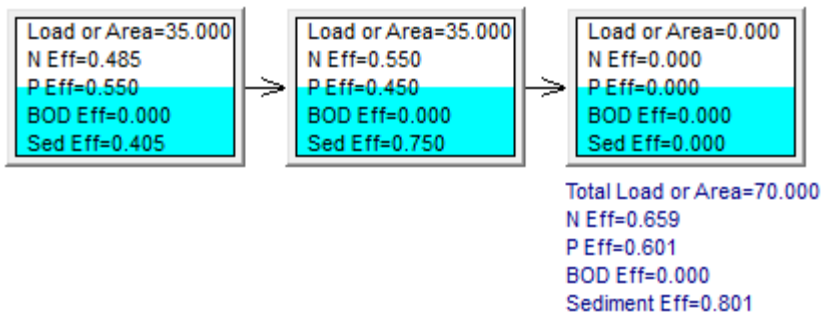 Load or Area=35.000
N Eff=0.485
P Eff=0.550
BOD Eff=0.000
Sed Eff=0.405
Load or Area=35.000
N Eff=0.550
P Eff=0.450
BOD Eff=0.000
Sed Eff=0.750
Load or Area=0.000
N Eff=0.000
P Eff=0.000
BOD Eff=0.000
Sed Eff=0.000
Total Load or Area=70.000
N Eff=0.659
P Eff=0.601
BOD Eff=0.000
Sediment Eff=0.801